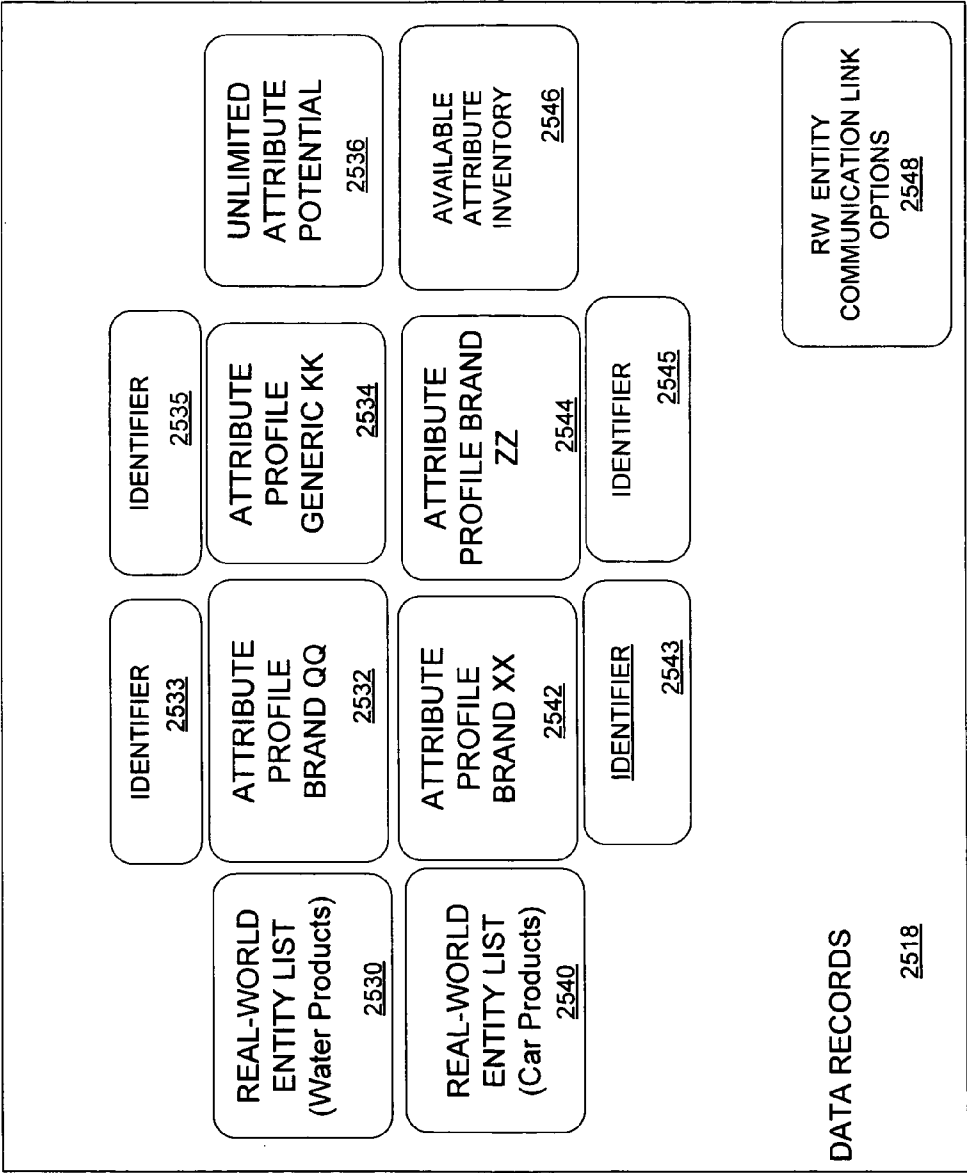 IDENTIFIER
2533
IDENTIFIER
2535
REAL-WORLD
ENTITY LIST
(Water Products)
2530
ATTRIBUTE
PROFILE
BRAND QQ
2532
ATTRIBUTE
PROFILE
GENERIC KK
2534
UNLIMITED
ATTRIBUTE
POTENTIAL
2536
REAL-WORLD
ENTITY LIST
(Car Products)
2540
ATTRIBUTE
PROFILE
BRAND XX
2542
ATTRIBUTE
PROFILE BRAND
ZZ
2544
AVAILABLE
ATTRIBUTE
INVENTORY
2546
IDENTIFIER
2543
IDENTIFIER
2545
DATA RECORDS
2518
RW ENTITY
COMMUNICATION LINK
OPTIONS
2548